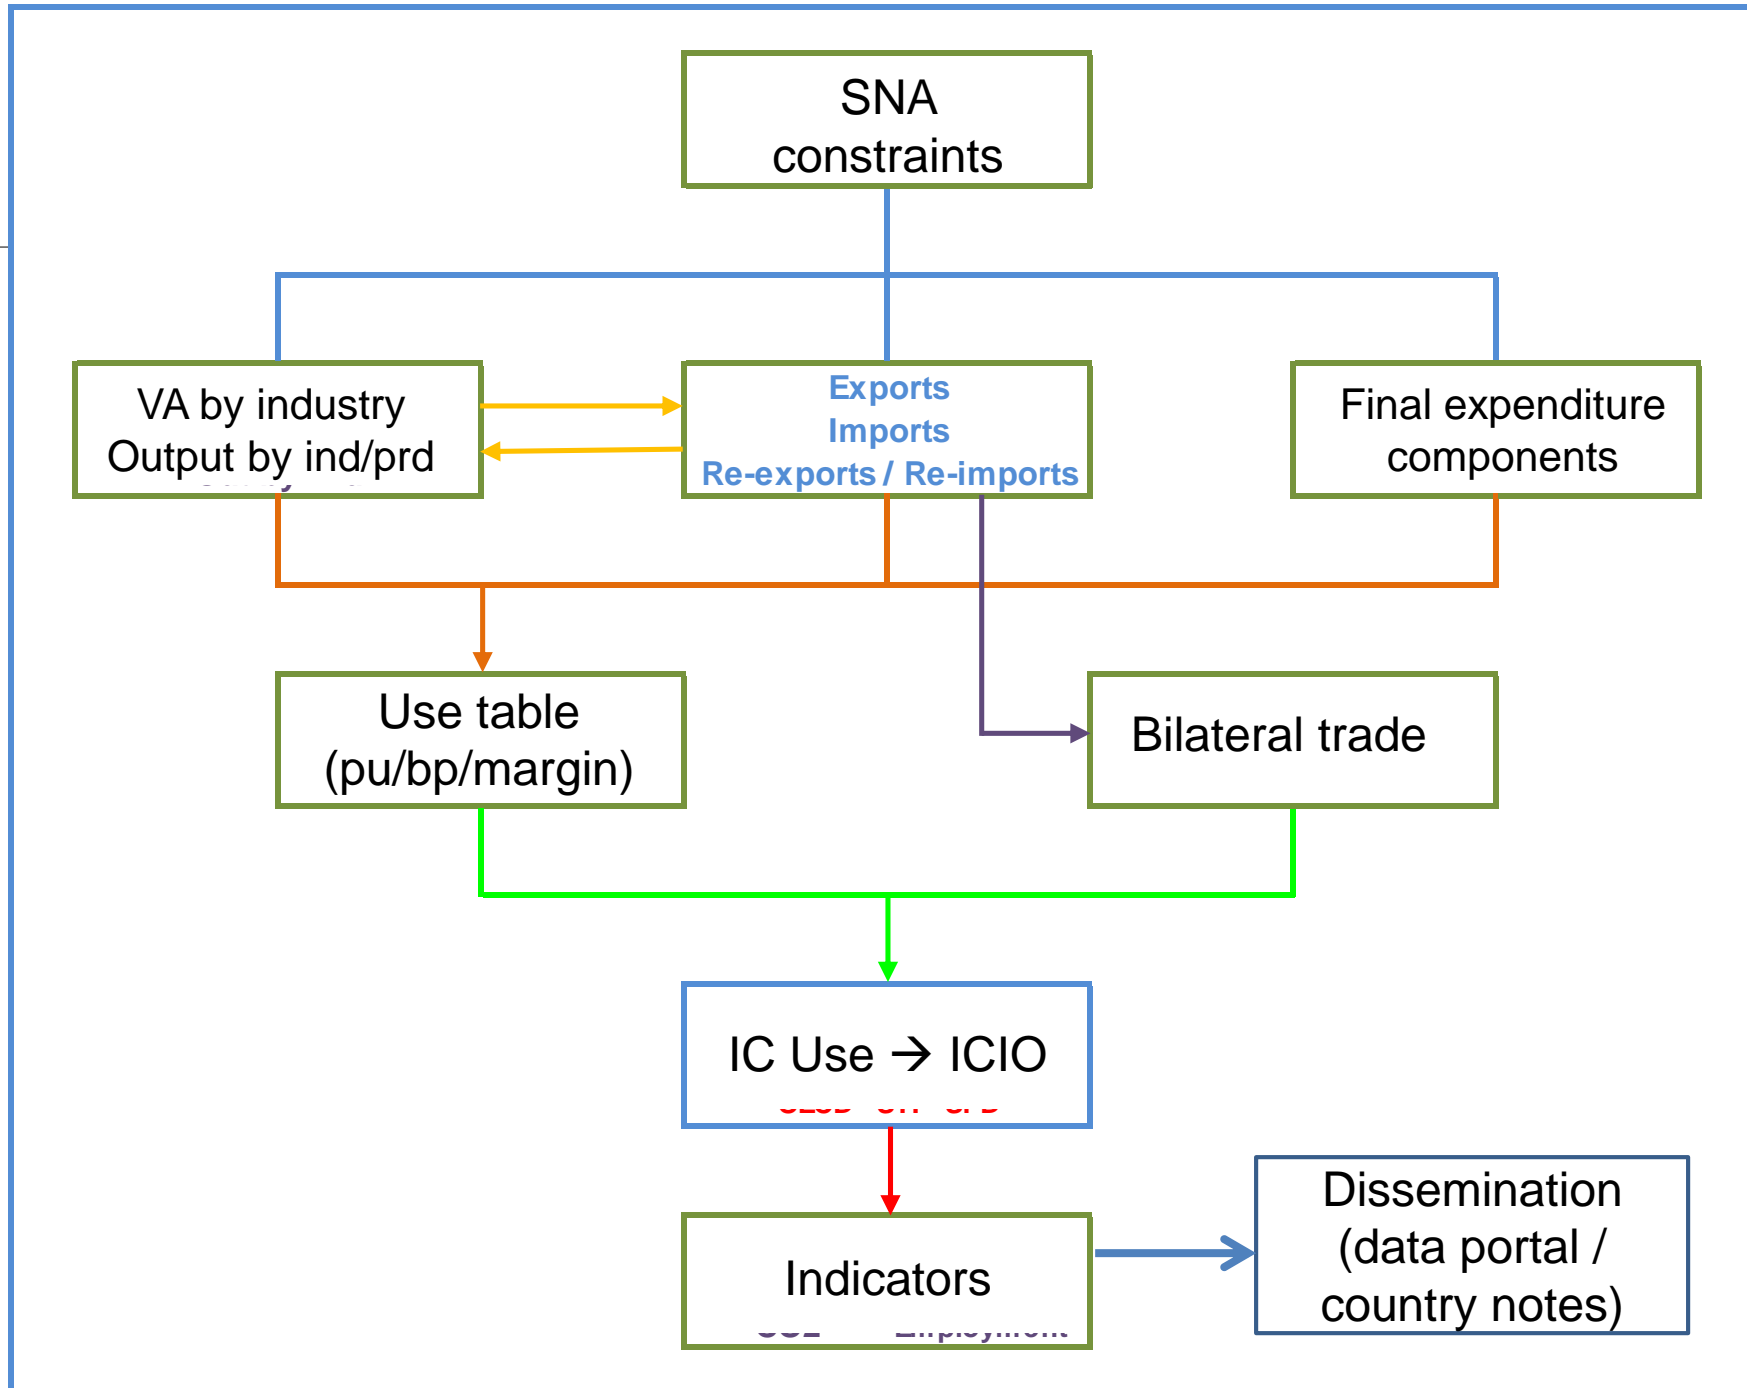 SNA
constraints
VA by industry
Output by ind/prd
Exports
Imports
Re-exports / Re-imports
Final expenditure
components
Use table
(pu/bp/margin)
Bilateral trade
IC Use → ICIO
Indicators
Dissemination
(data portal /
country notes)